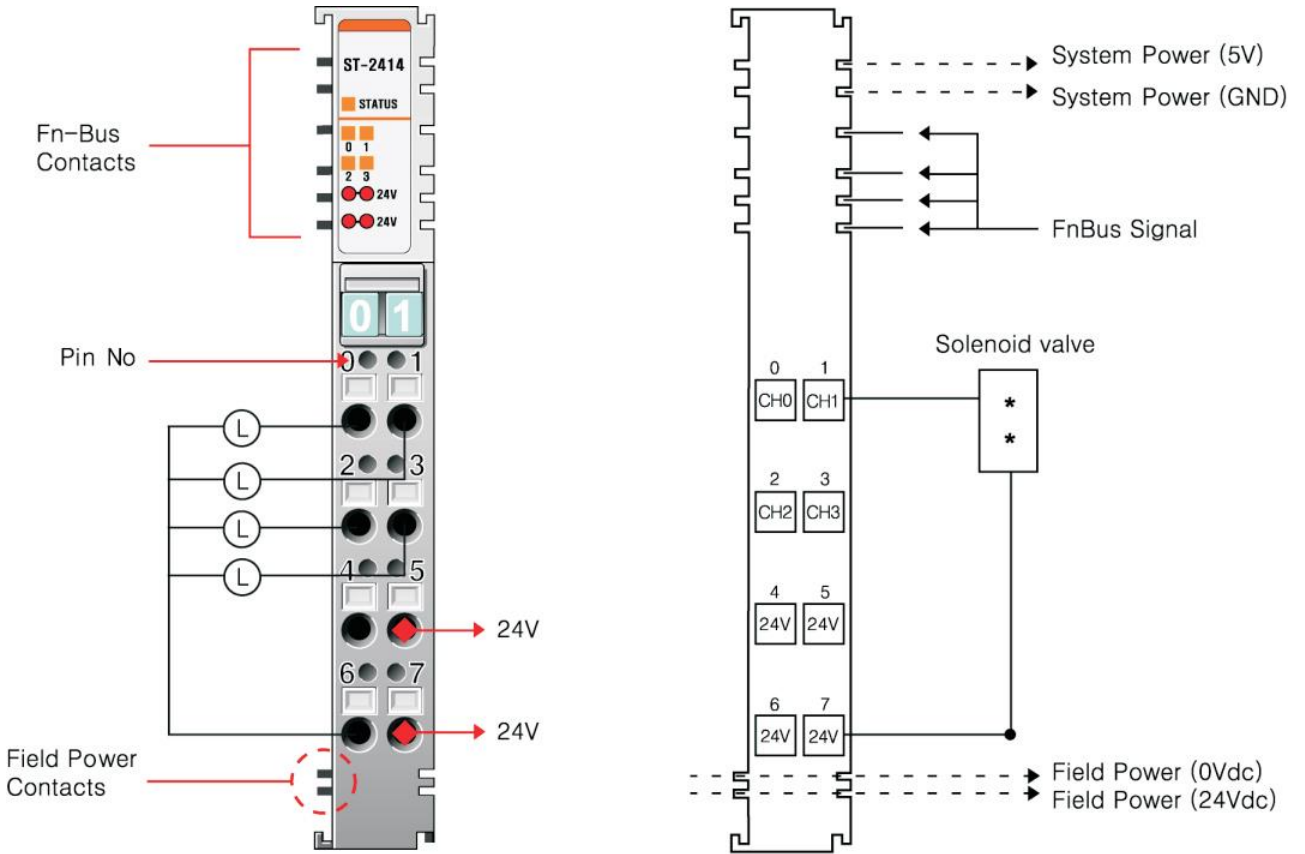 ST-2414
STATUS
0 1
2 3
24V
24V
Fn-Bus
Contacts
0 1
Pin No
0 1
L
2 3
L
L
L
4 5
24V
6 7
24V
Field Power
Contacts
System Power (5V)
System Power (GND)
FnBus Signal
Solenoid valve
0 1
CH0 CH1
*
*
2 3
CH2 CH3
4 5
24V 24V
6 7
24V 24V
Field Power (0Vdc)
Field Power (24Vdc)